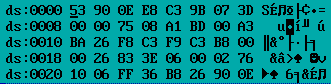 ds:0000 53 90 0E E8 C3 9B 07 3D SÉ♫Φ├¢•=
ds:0008 00 00 75 08 A1 BD 00 A3 u◘í╜ ú
ds:0010 BA 26 F8 C3 F9 C3 B8 00 ║&°├∙├╕
ds:0018 00 26 83 3E 06 00 02 76 &â>♠ ☻v
ds:0020 10 06 FF 36 B8 26 90 0E ►♠ 6╕&É♫